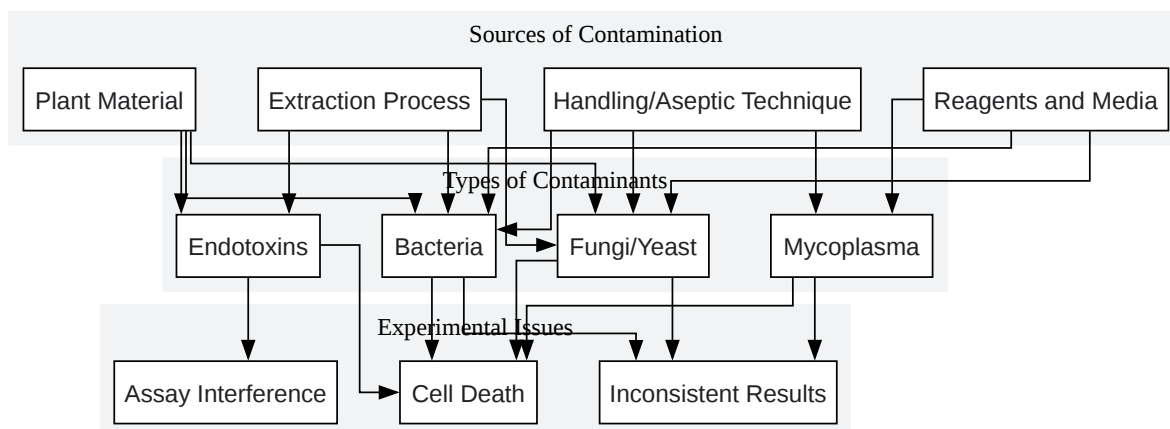 Sources of Contamination
Plant Material
Extraction Process
Handling/Aseptic Technique
Reagents and Media
Types of Contaminants
Endotoxins
Bacteria
Fungi/Yeast
Mycoplasma
Experimental Issues
Assay Interference
Cell Death
Inconsistent Results